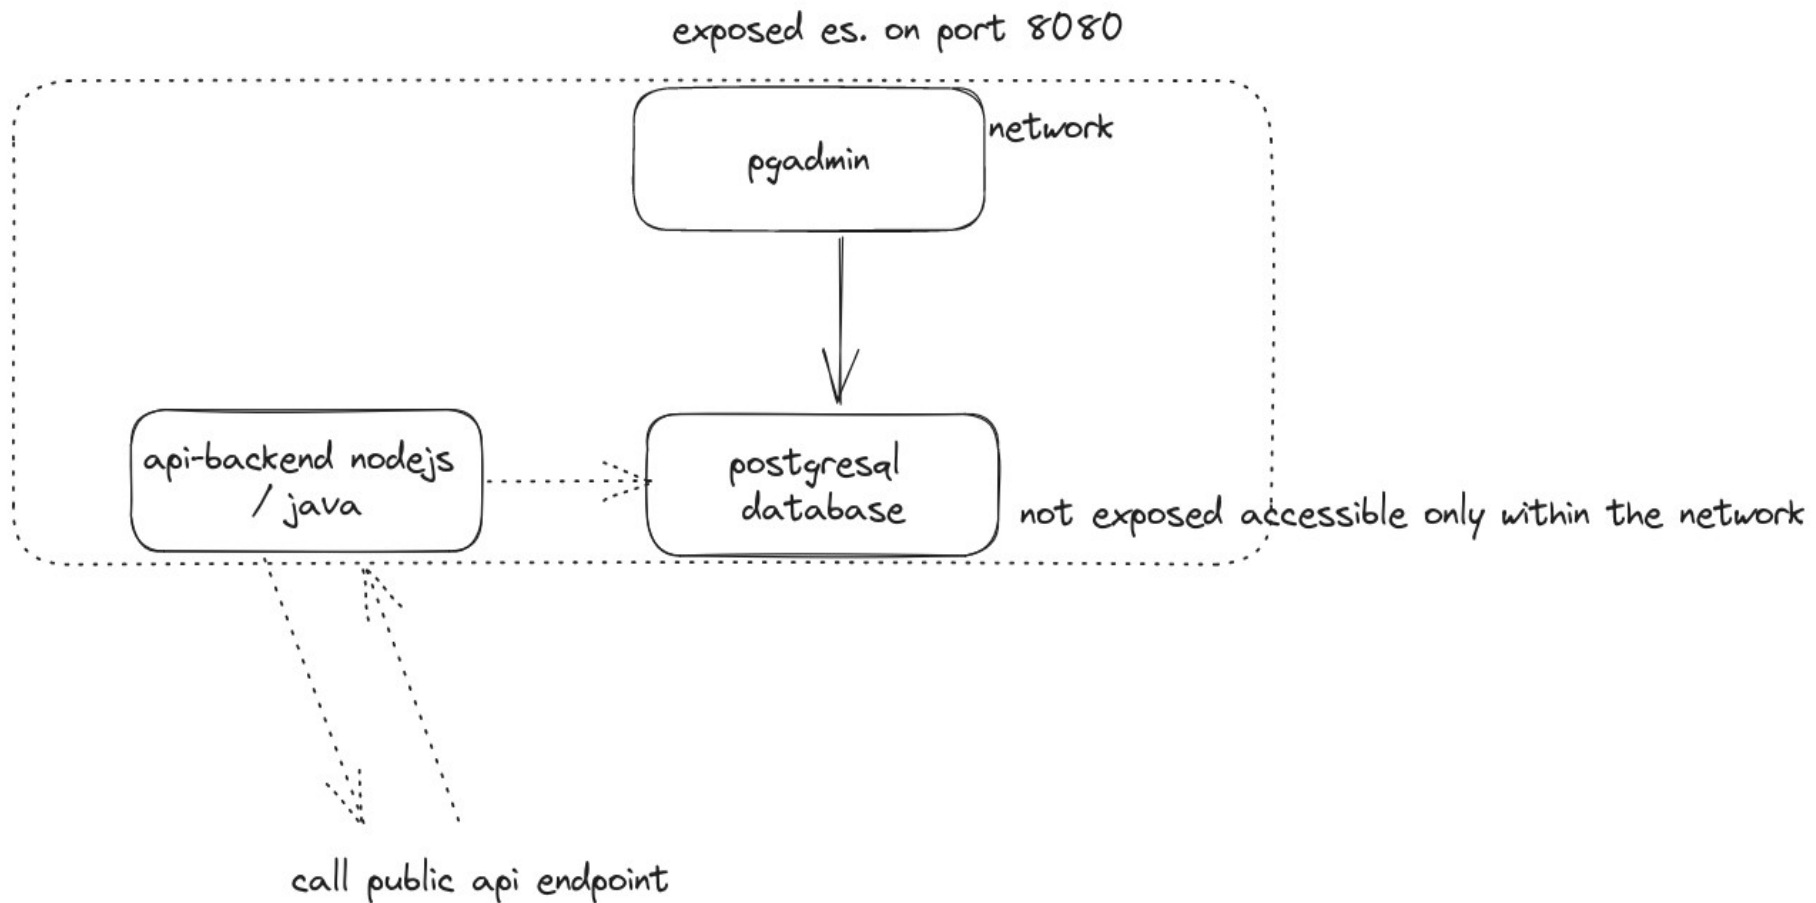 exposed es. on port 8080
network
pgadmin
api-backend nodejs
/ java
postgresql
database
not exposed accessible only within the network
call public api endpoint